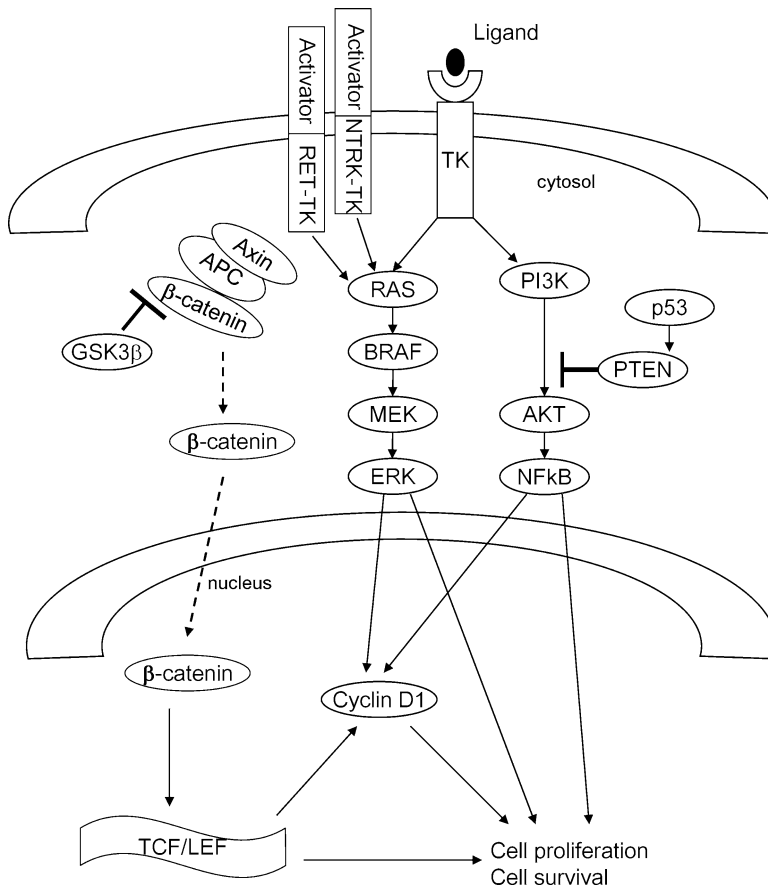 Ligand
Activator
RET-TK
Activator
NTRK-TK
TK
cytosol
Axin
APC
β-catenin
GSK3β
RAS
PI3K
p53
BRAF
PTEN
MEK
AKT
β-catenin
ERK
NFkB
nucleus
β-catenin
Cyclin D1
TCF/LEF
Cell proliferation
Cell survival